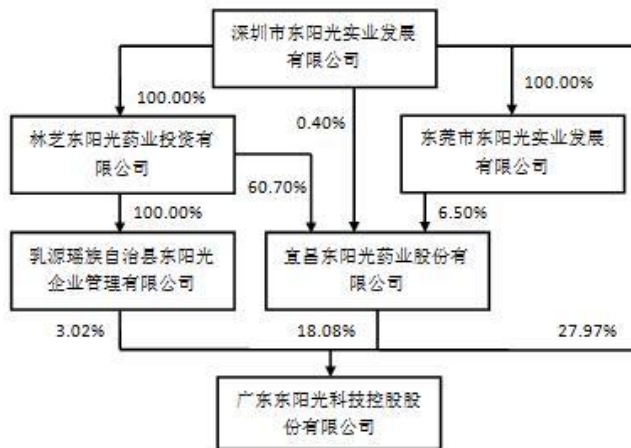 深圳市东阳光实业发展
有限公司
100.00%
0.40%
100.00%
林芝东阳光药业投资有
限公司
东莞市东阳光实业发展
有限公司
60.70%
100.00%
6.50%
乳源瑶族自治县东阳光
企业管理有限公司
宜昌东阳光药业股份有
限公司
3.02%
18.08%
27.97%
广东东阳光科技控股股
份有限公司